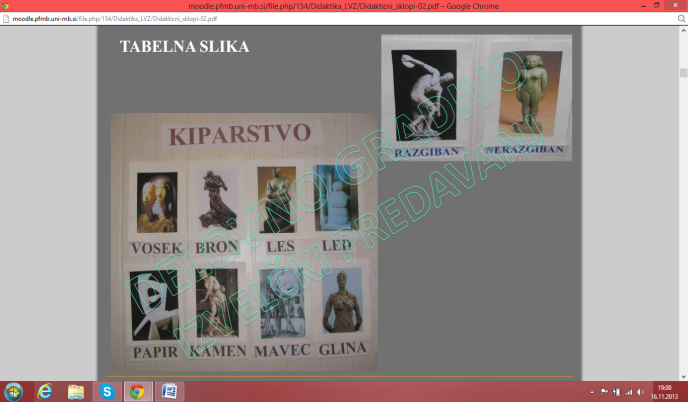 moodle.pfmb.uni-mb.si/file.php/154/Didaktika_LVZ/Didakticni_sklopi-02.pdf - Google Chrome
moodle.pfmb.uni-mb.si/file.php/154/Didaktika_LVZ/Didakticni_sklopi-02.pdf
TABELNA SLIKA
KIPARSTVO
RAZGIBAN NERAZGIBAN
VOSEK BRON LES LED
PAPIR KAMEN MAVEC GLINA
DELOVNO GRADIVO
IZVELČKI PREDAVANJ
19:00
16.11.2013